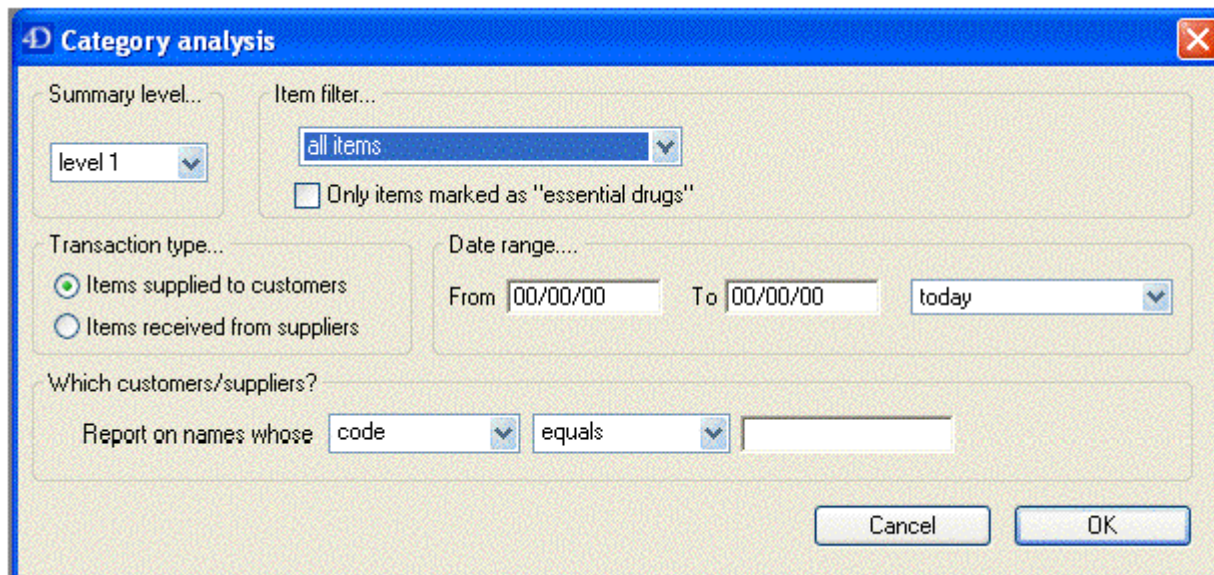 4D Category analysis
Summary level...
Item filter...
level 1
all items
Only items marked as "essential drugs"
Transaction type...
Date range....
Items supplied to customers
From 00/00/00 To 00/00/00 today
Items received from suppliers
Which customers/suppliers?
Report on names whose code equals
Cancel OK